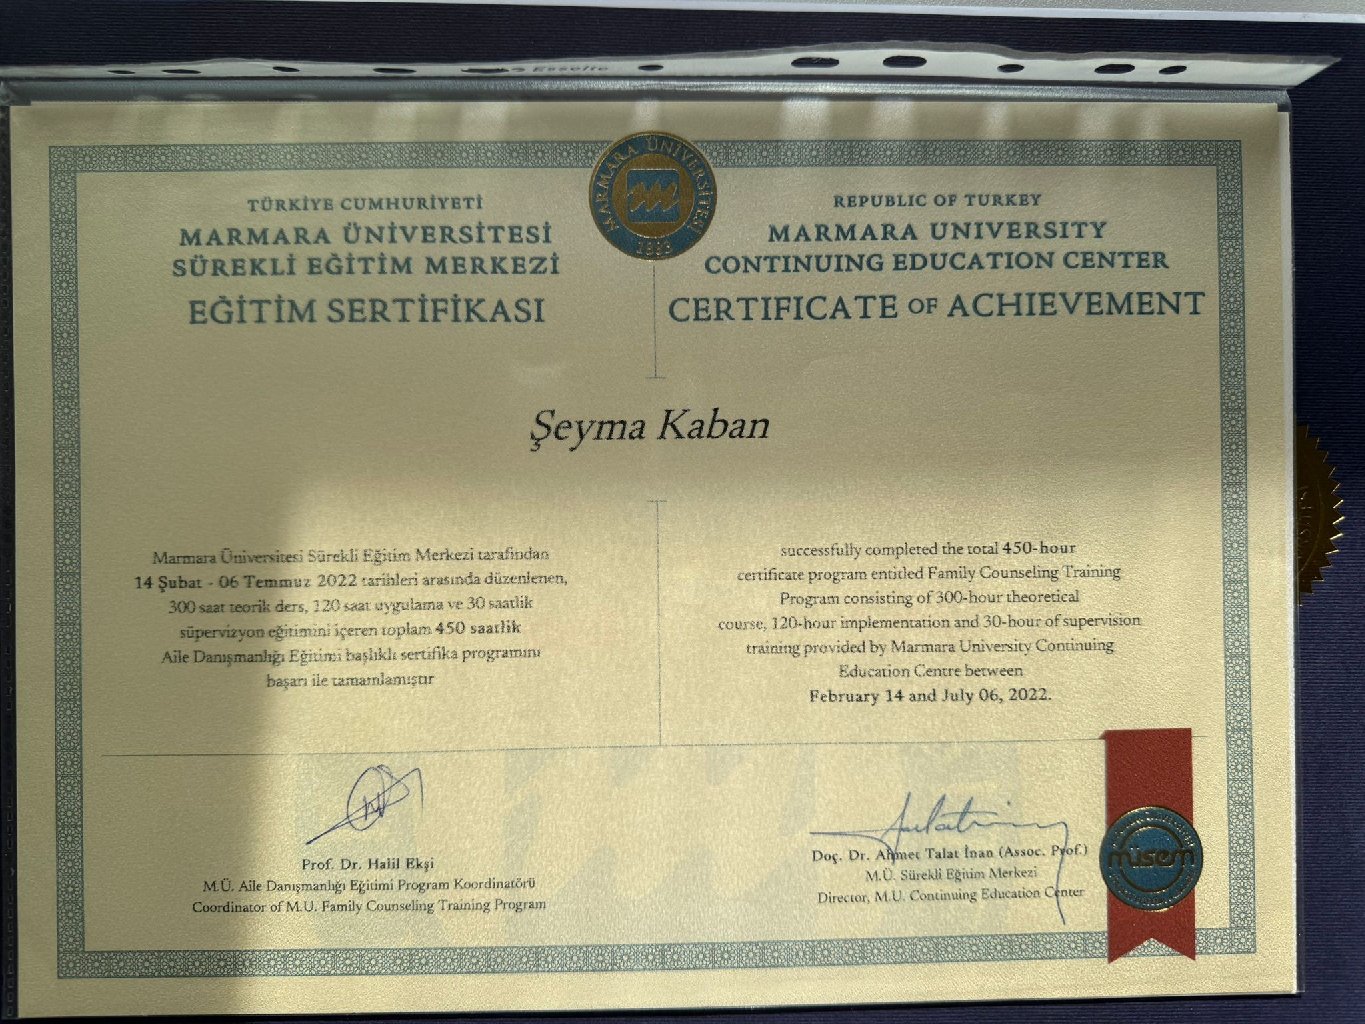 Esselte
MARMARA ÜNİVERSİTESİ
1883
TÜRKİYE CUMHURİYETİ
MARMARA ÜNİVERSİTESİ
SÜREKLİ EĞİTİM MERKEZİ
EĞİTİM SERTİFİKASI
REPUBLIC OF TURKEY
MARMARA UNIVERSITY
CONTINUING EDUCATION CENTER
CERTIFICATE OF ACHIEVEMENT
Şeyma Kaban
Marmara Üniversitesi Sürekli Eğitim Merkezi tarafından
14 Şubat - 06 Temmuz 2022 tarihleri arasında düzenlenen,
300 saat teorik ders, 120 saat uygulama ve 30 saatlik
süpervizyon eğitimini içeren toplam 450 saatlik
Aile Danışmanlığı Eğitimi başlıklı sertifika programını
başarı ile tamamlamıştır
successfully completed the total 450-hour
certificate program entitled Family Counseling Training
Program consisting of 300-hour theoretical
course, 120-hour implementation and 30-hour of supervision
training provided by Marmara University Continuing
Education Centre between
February 14 and July 06, 2022.
Prof. Dr. Halil Ekşi
M.Ü. Aile Danışmanlığı Eğitimi Program Koordinatörü
Coordinator of M.U. Family Counseling Training Program
Doç. Dr. Ahmet Talat İnan (Assoc. Prof.)
M.Ü. Sürekli Eğitim Merkezi
Director, M.U. Continuing Education Center
müsem